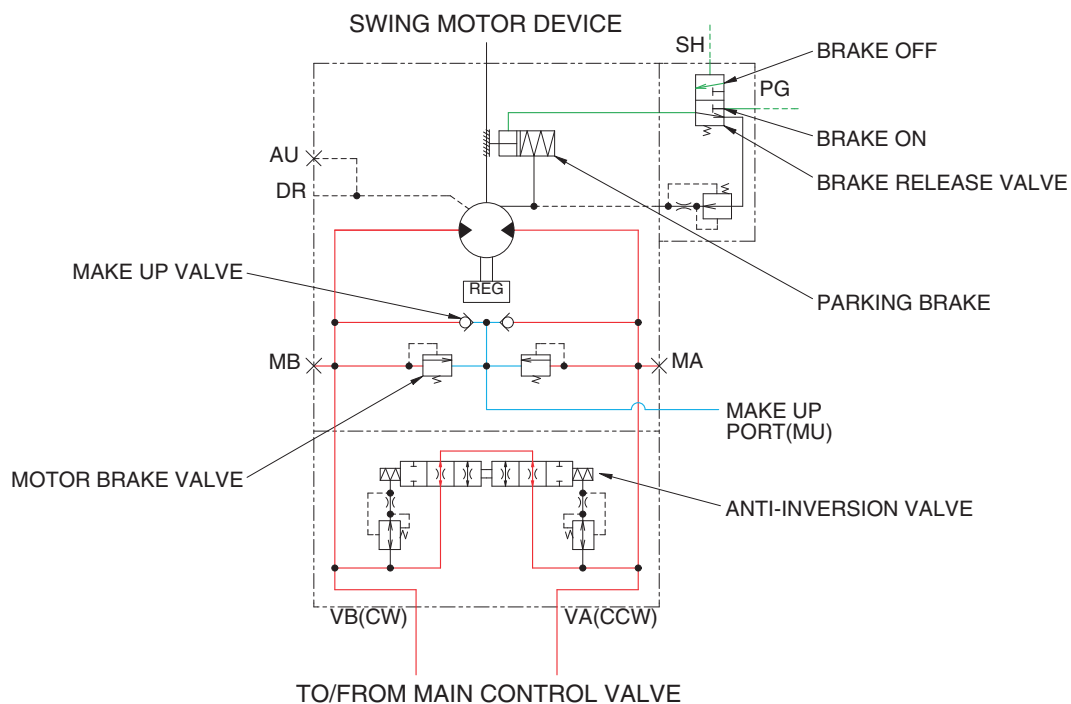 SWING MOTOR DEVICE
SH
BRAKE OFF
PG
BRAKE ON
AU
BRAKE RELEASE VALVE
DR
MAKE UP VALVE
REG
PARKING BRAKE
MB
MA
MAKE UP
PORT(MU)
MOTOR BRAKE VALVE
ANTI-INVERSION VALVE
VB(CW)
VA(CCW)
TO/FROM MAIN CONTROL VALVE